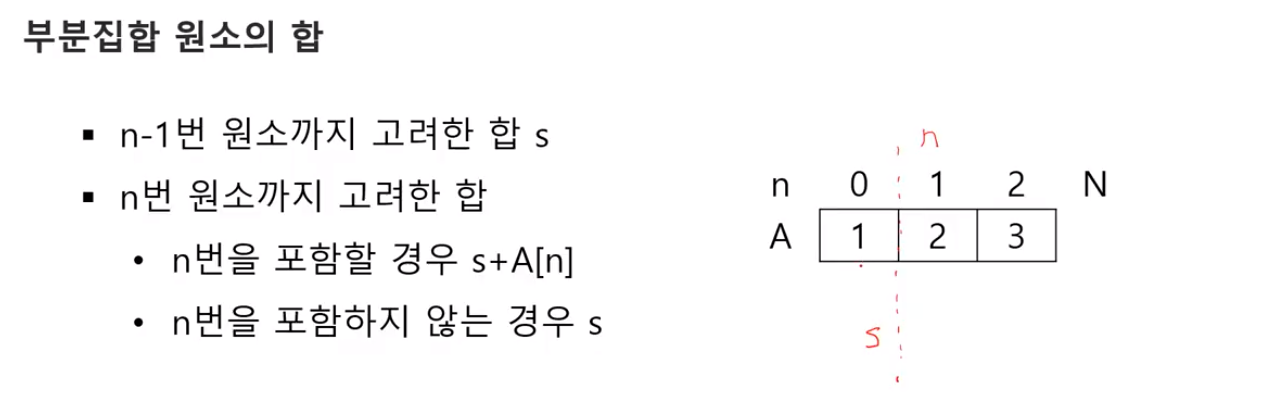 부분집합 원소의 합
▪ n-1번 원소까지 고려한 합 s
▪ n번 원소까지 고려한 합
• n번을 포함할 경우 s+A[n]
• n번을 포함하지 않는 경우 s
n
n 0 1 2 N
A 1 2 3
s